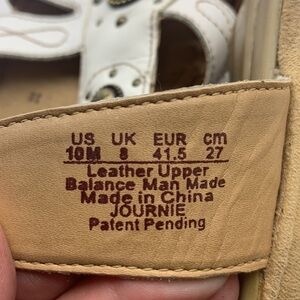 US UK EUR cm
10M 8 41.5 27
Leather Upper
Balance Man Made
Made in China
JOURNIE
Patent Pending